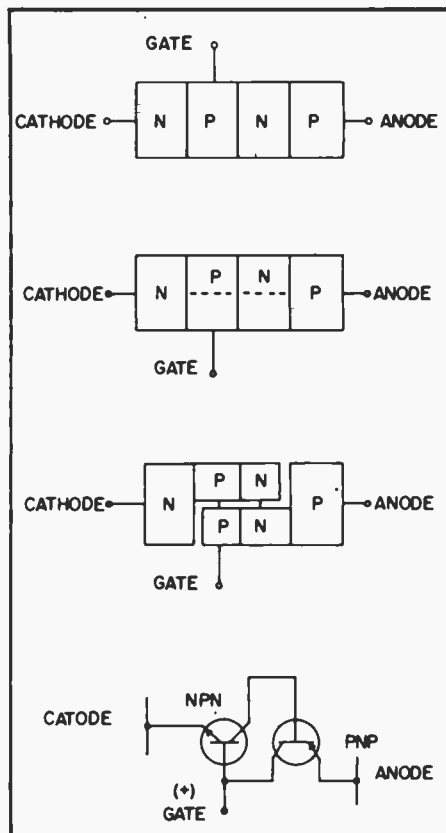 GATE
CATHODE N P N P ANODE
P N
CATHODE N P ANODE
GATE
P N
CATHODE N P ANODE
P N
GATE
NPN
CATODE PNP
ANODE
(+)
GATE